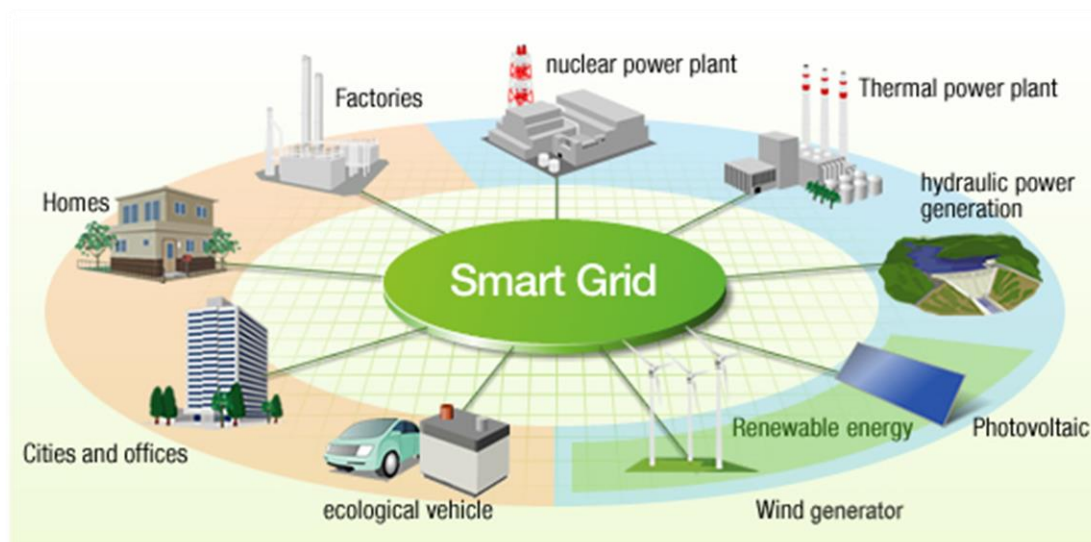 nuclear power plant
Factories
Thermal power plant
Homes
hydraulic power
generation
Smart Grid
Renewable energy
Photovoltaic
Cities and offices
ecological vehicle
Wind generator